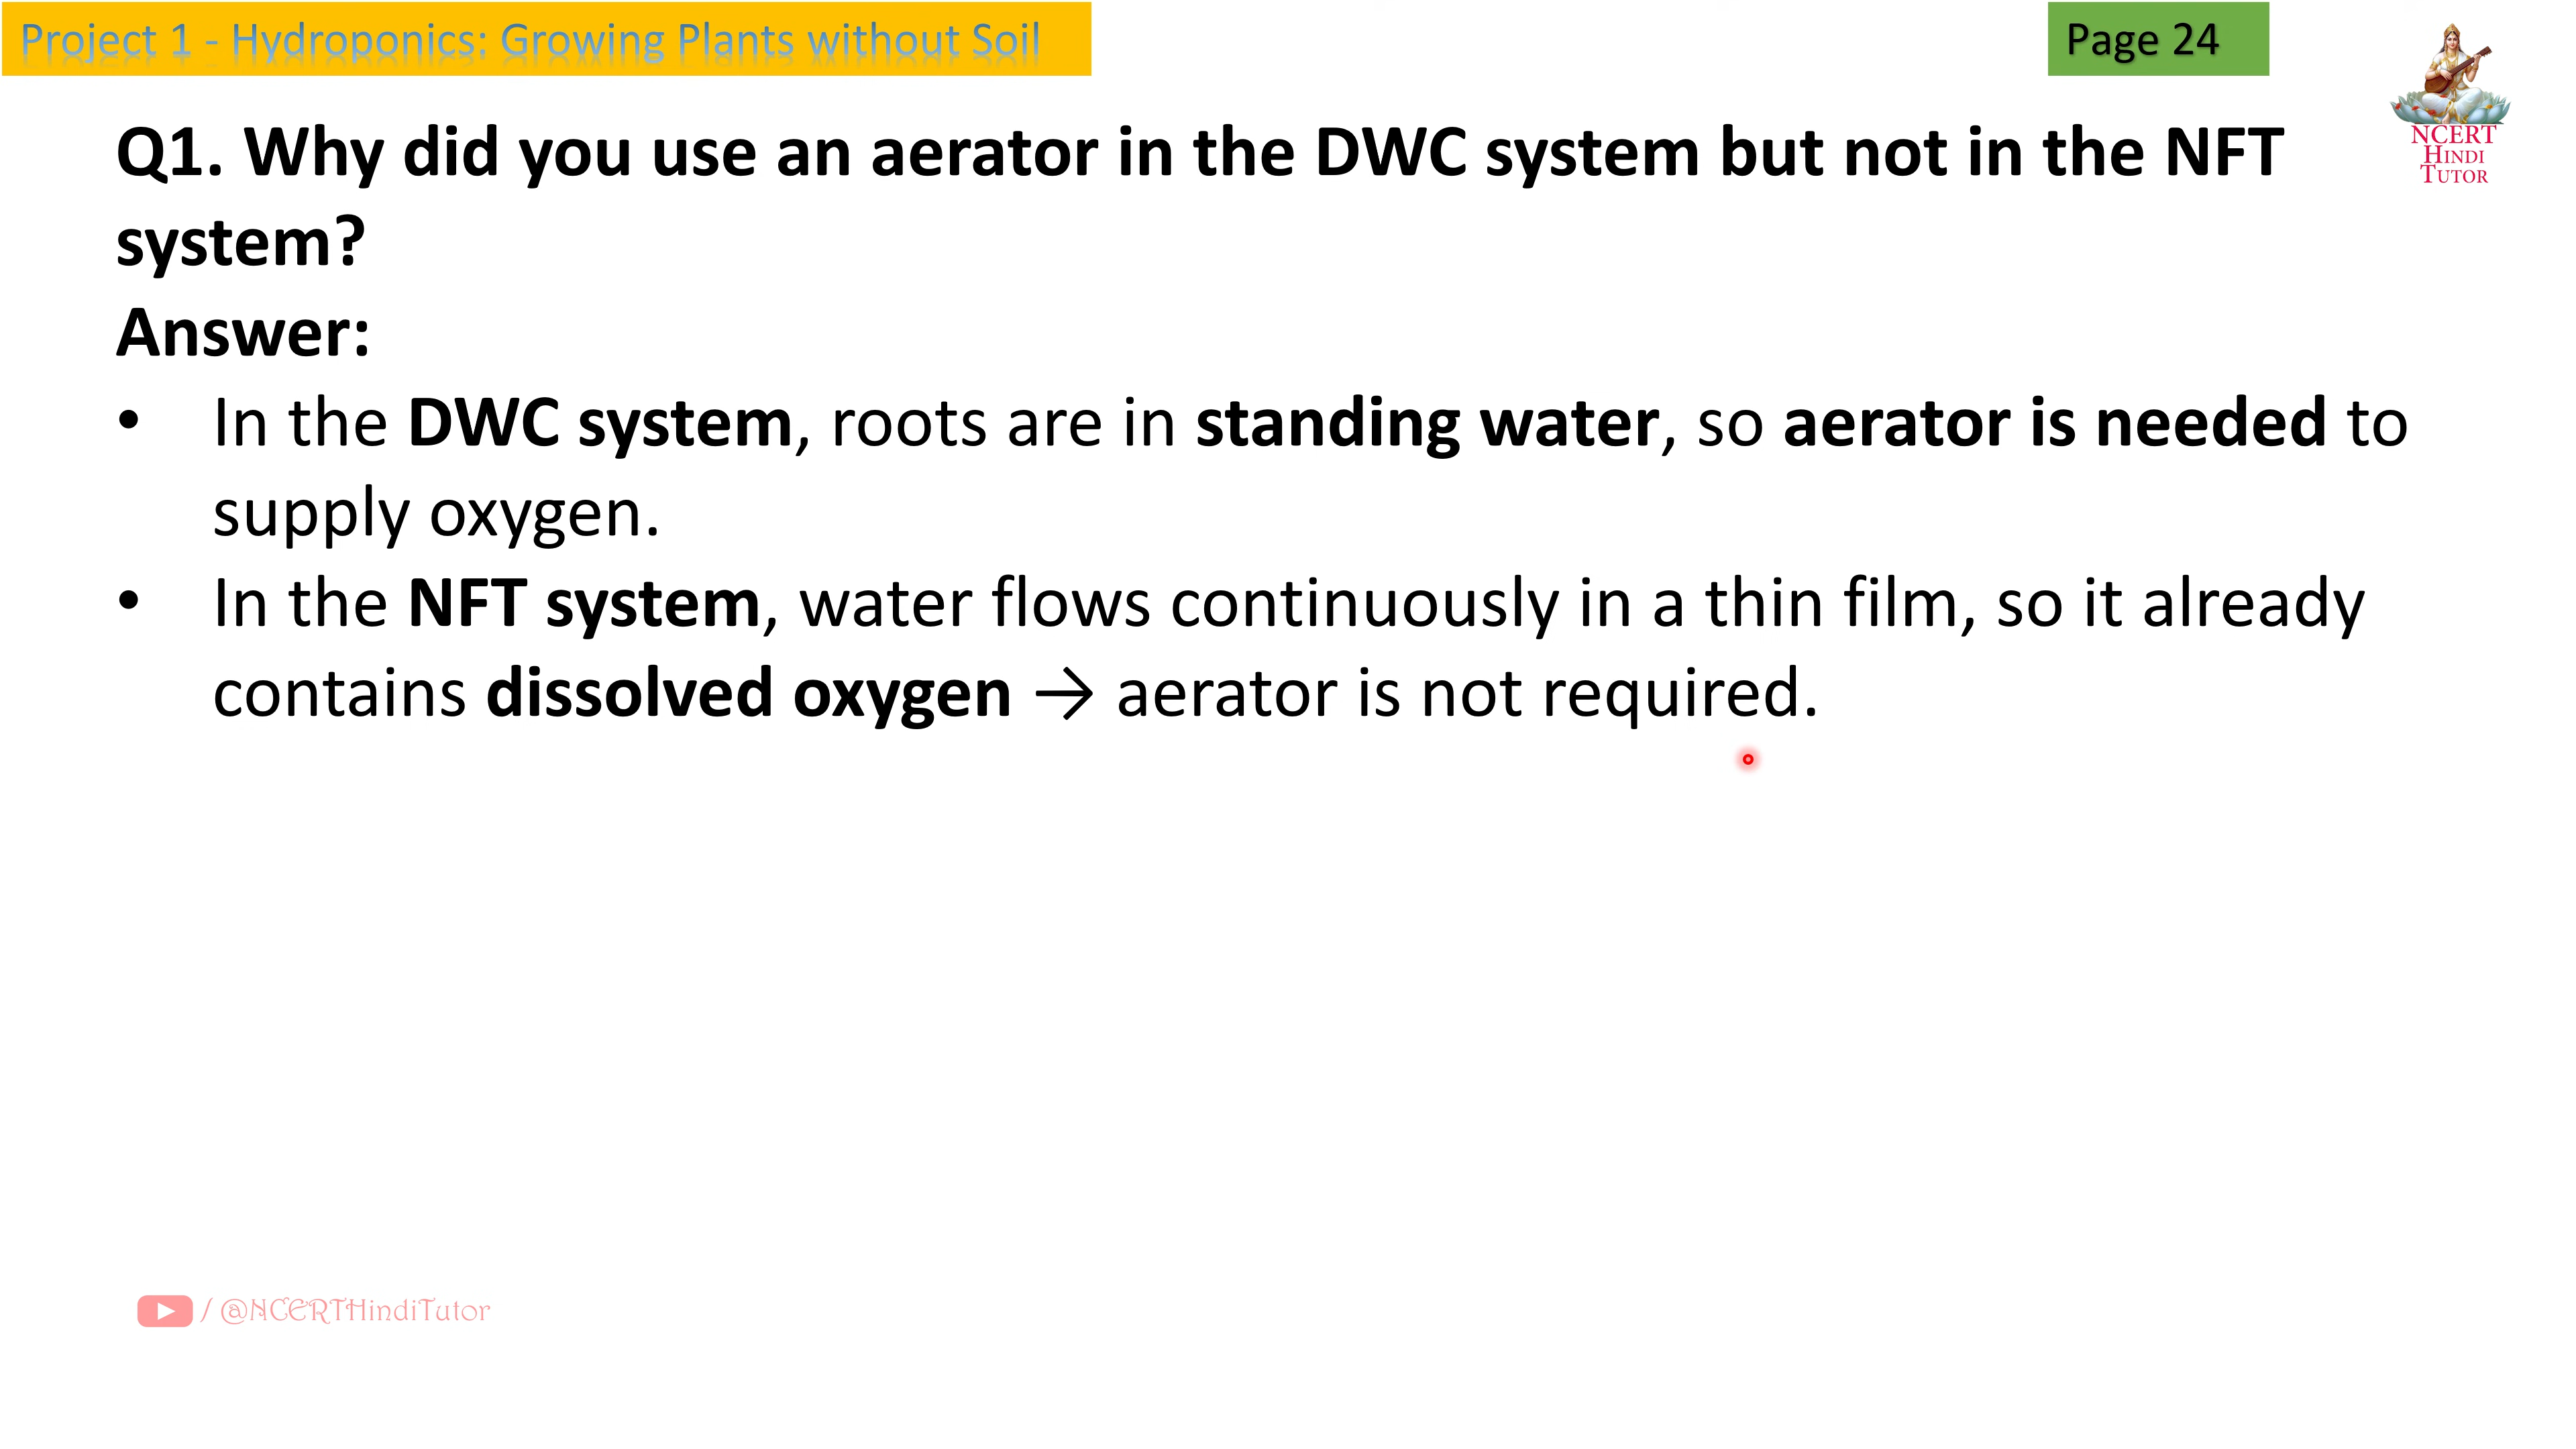 Project 1 - Hydroponics: Growing Plants without Soil
Page 24
NCERT
HINDI
TUTOR
Q1. Why did you use an aerator in the DWC system but not in the NFT
system?
Answer:
• In the DWC system, roots are in standing water, so aerator is needed to
supply oxygen.
• In the NFT system, water flows continuously in a thin film, so it already
contains dissolved oxygen → aerator is not required.
/ @NCERTHindiTutor